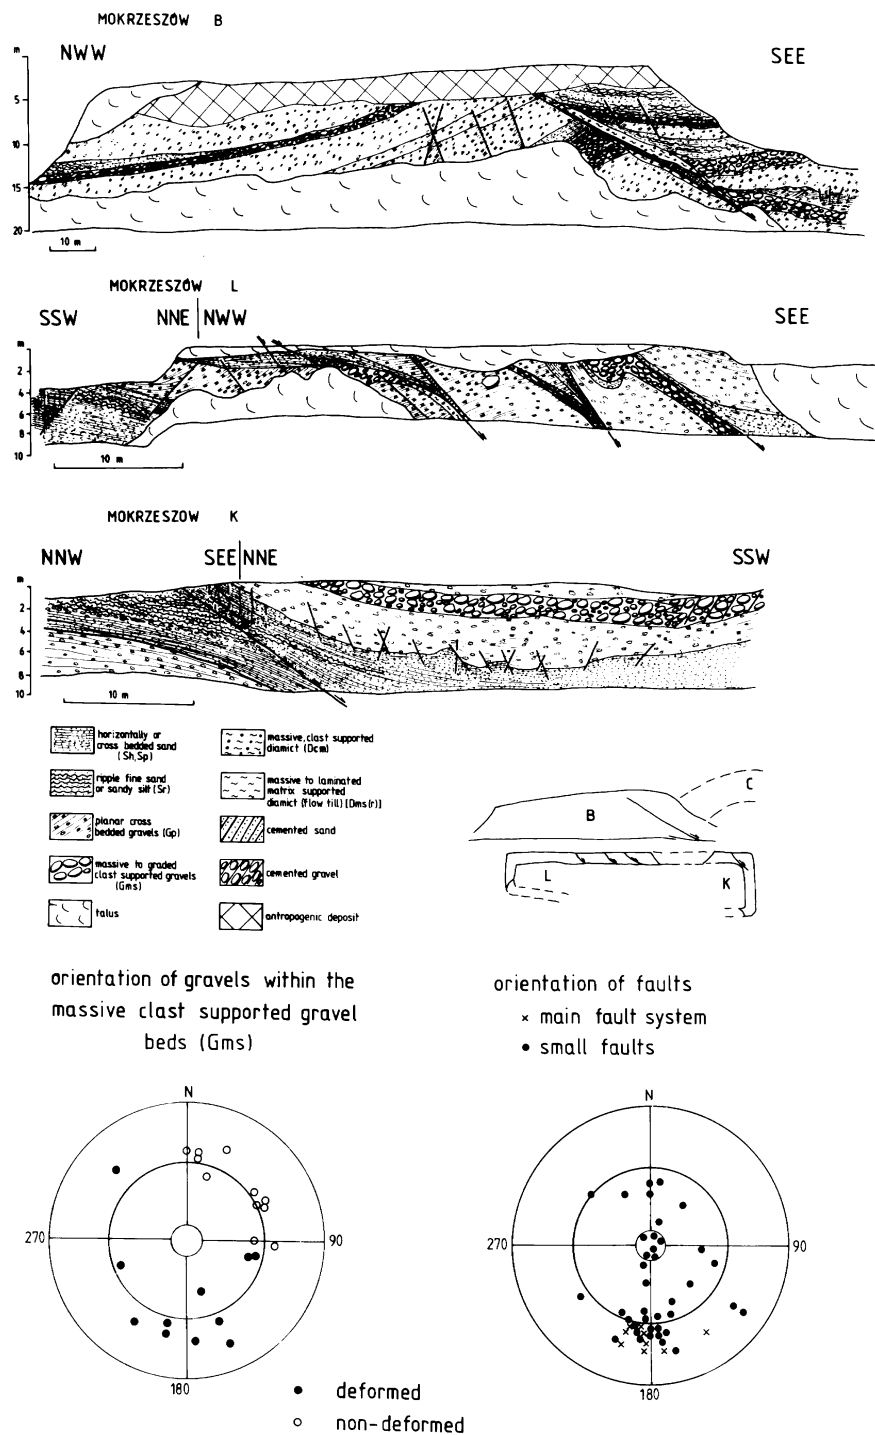 MOKRZESZÓW B
NWW SEE
m
5
10
15
20
10 m
MOKRZESZÓW L
SSW NNE NWW SEE
m
2
4
6
8
10
10 m
MOKRZESZOW K
NNW SEE NNE SSW
m
2
4
6
8
10
10 m
horizontally or
cross bedded sand
(Sh, Sp)
ripple fine sand
or sandy silt (Sr)
planar cross
bedded gravels (Gp)
massive to graded
clast supported gravels
(Gms)
talus
massive, clast supported
diamict (Dcm)
massive to laminated
matrix supported
diamict (flow till) [Dms(r)]
cemented sand
cemented gravel
antropogenic deposit
C
B
L
K
orientation of gravels within the
massive clast supported gravel
beds (Gms)
N
270
90
180
● deformed
○ non-deformed
orientation of faults
× main fault system
● small faults
N
270
90
180